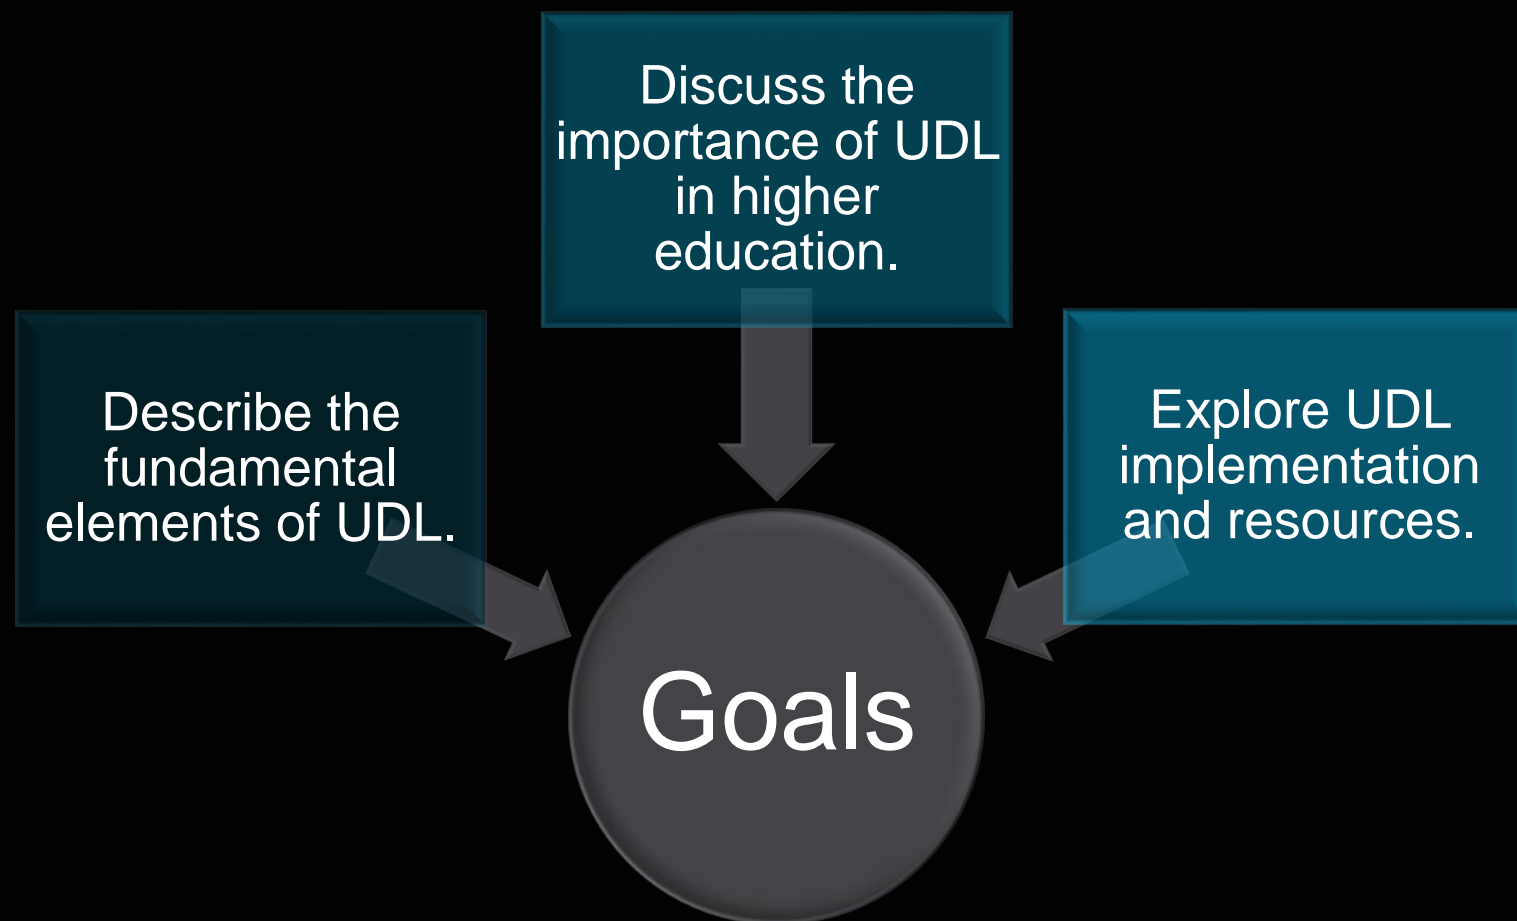 Discuss the
importance of UDL
in higher
education.
Describe the
fundamental
elements of UDL.
Explore UDL
implementation
and resources.
Goals